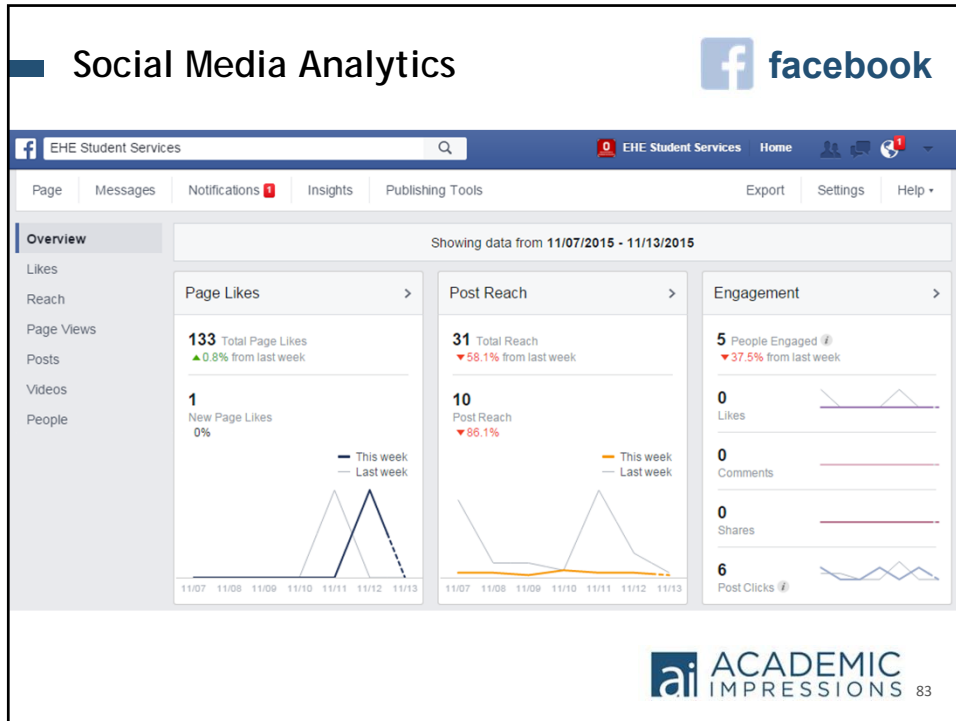 Social Media Analytics
f facebook
f EHE Student Services
0 EHE Student Services Home 1
Page Messages Notifications 1 Insights Publishing Tools Export Settings Help
Overview
Likes
Reach
Page Views
Posts
Videos
People
Showing data from 11/07/2015 - 11/13/2015
Page Likes >
133 Total Page Likes
▲0.8% from last week
1
New Page Likes
0%
This week
Last week
11/07 11/08 11/09 11/10 11/11 11/12 11/13
Post Reach >
31 Total Reach
▼58.1% from last week
10
Post Reach
▼86.1%
This week
Last week
11/07 11/08 11/09 11/10 11/11 11/12 11/13
Engagement >
5 People Engaged i
▼37.5% from last week
0
Likes
0
Comments
0
Shares
6
Post Clicks i
ai ACADEMIC
IMPRESSIONS 83